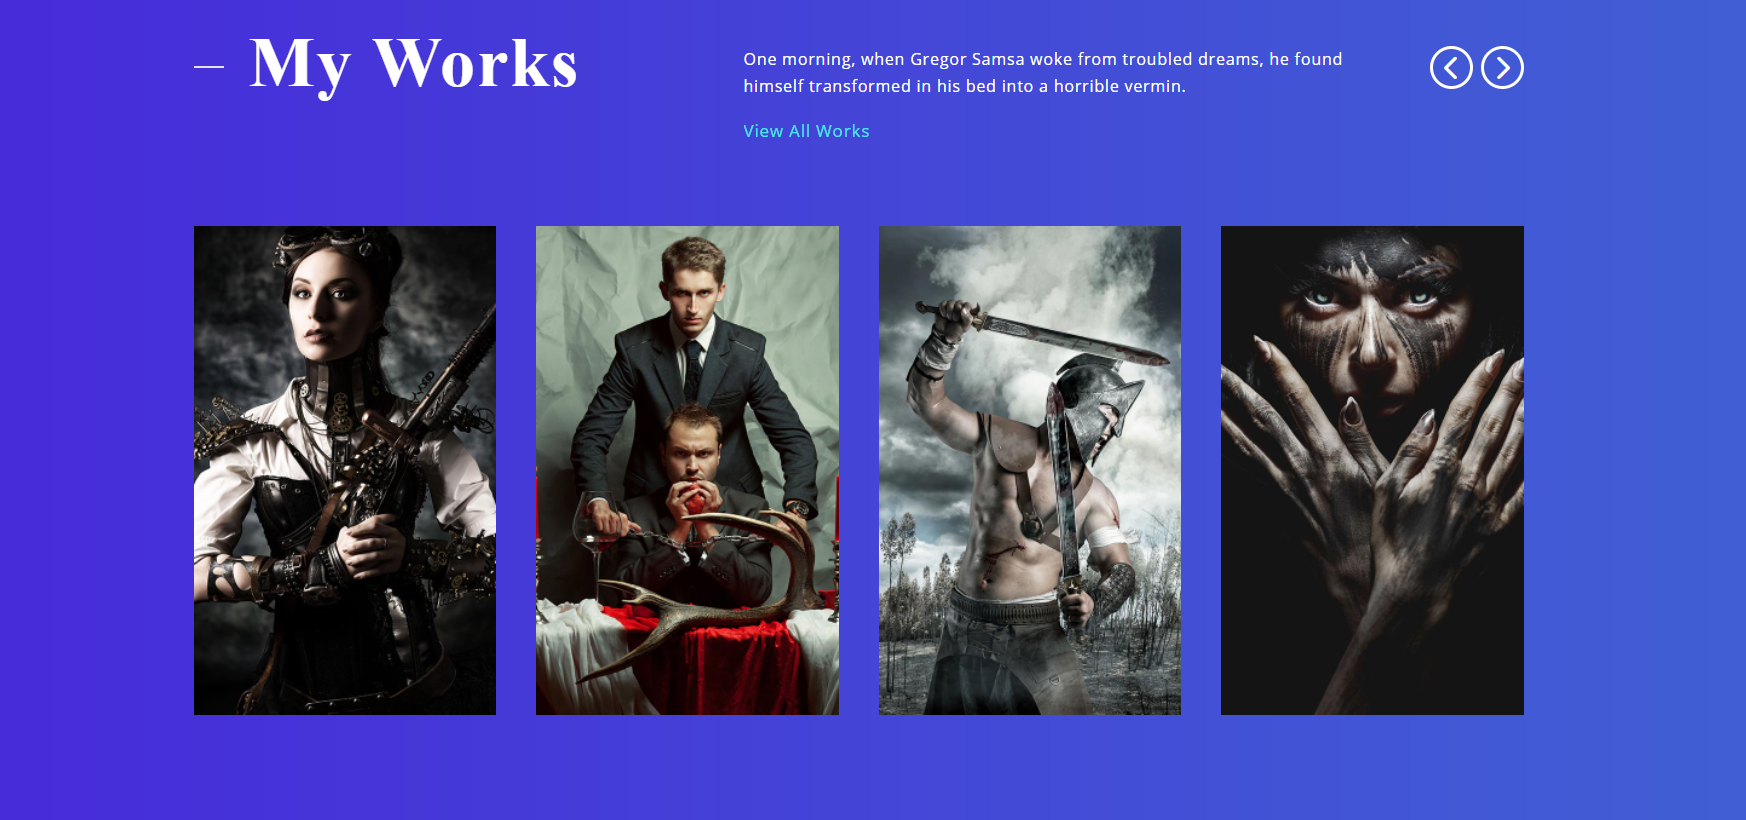 My Works
One morning, when Gregor Samsa woke from troubled dreams, he found
himself transformed in his bed into a horrible vermin.
View All Works